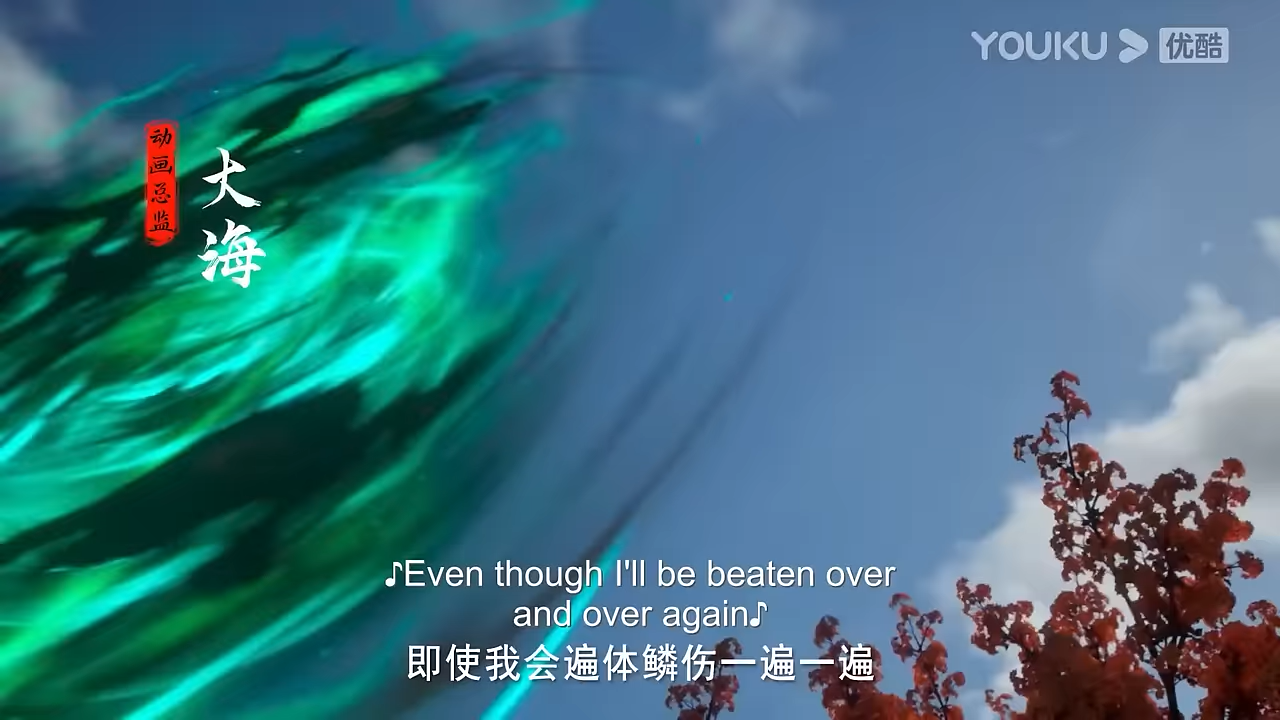 YOUKU 优酷
动画总监
大海
♪Even though I'll be beaten over
and over again♪
即使我会遍体鳞伤一遍一遍